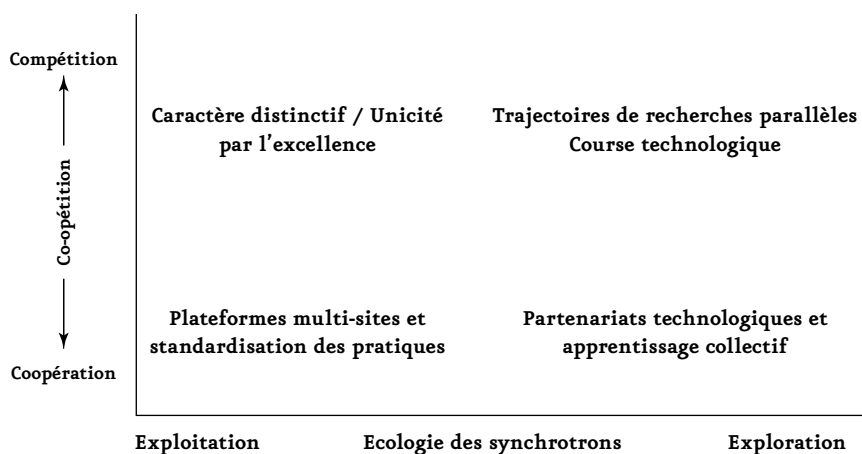 Compétition
Caractère distinctif / Unicité
par l'excellence
Trajectoires de recherches parallèles
Course technologique
Co-opétition
Plateformes multi-sites et
standardisation des pratiques
Partenariats technologiques et
apprentissage collectif
Coopération
Exploitation
Ecologie des synchrotrons
Exploration